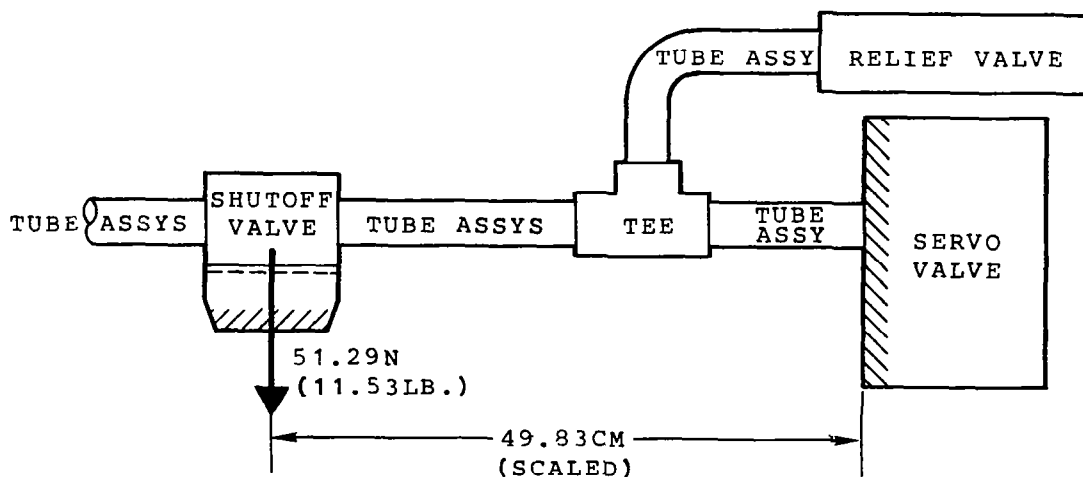 TUBE ASSY
RELIEF VALVE
SHUTOFF
VALVE
TUBE ASSYS
TUBE ASSYS
TEE
TUBE
ASSY
SERVO
VALVE
51.29N
(11.53LB.)
49.83CM
(SCALED)